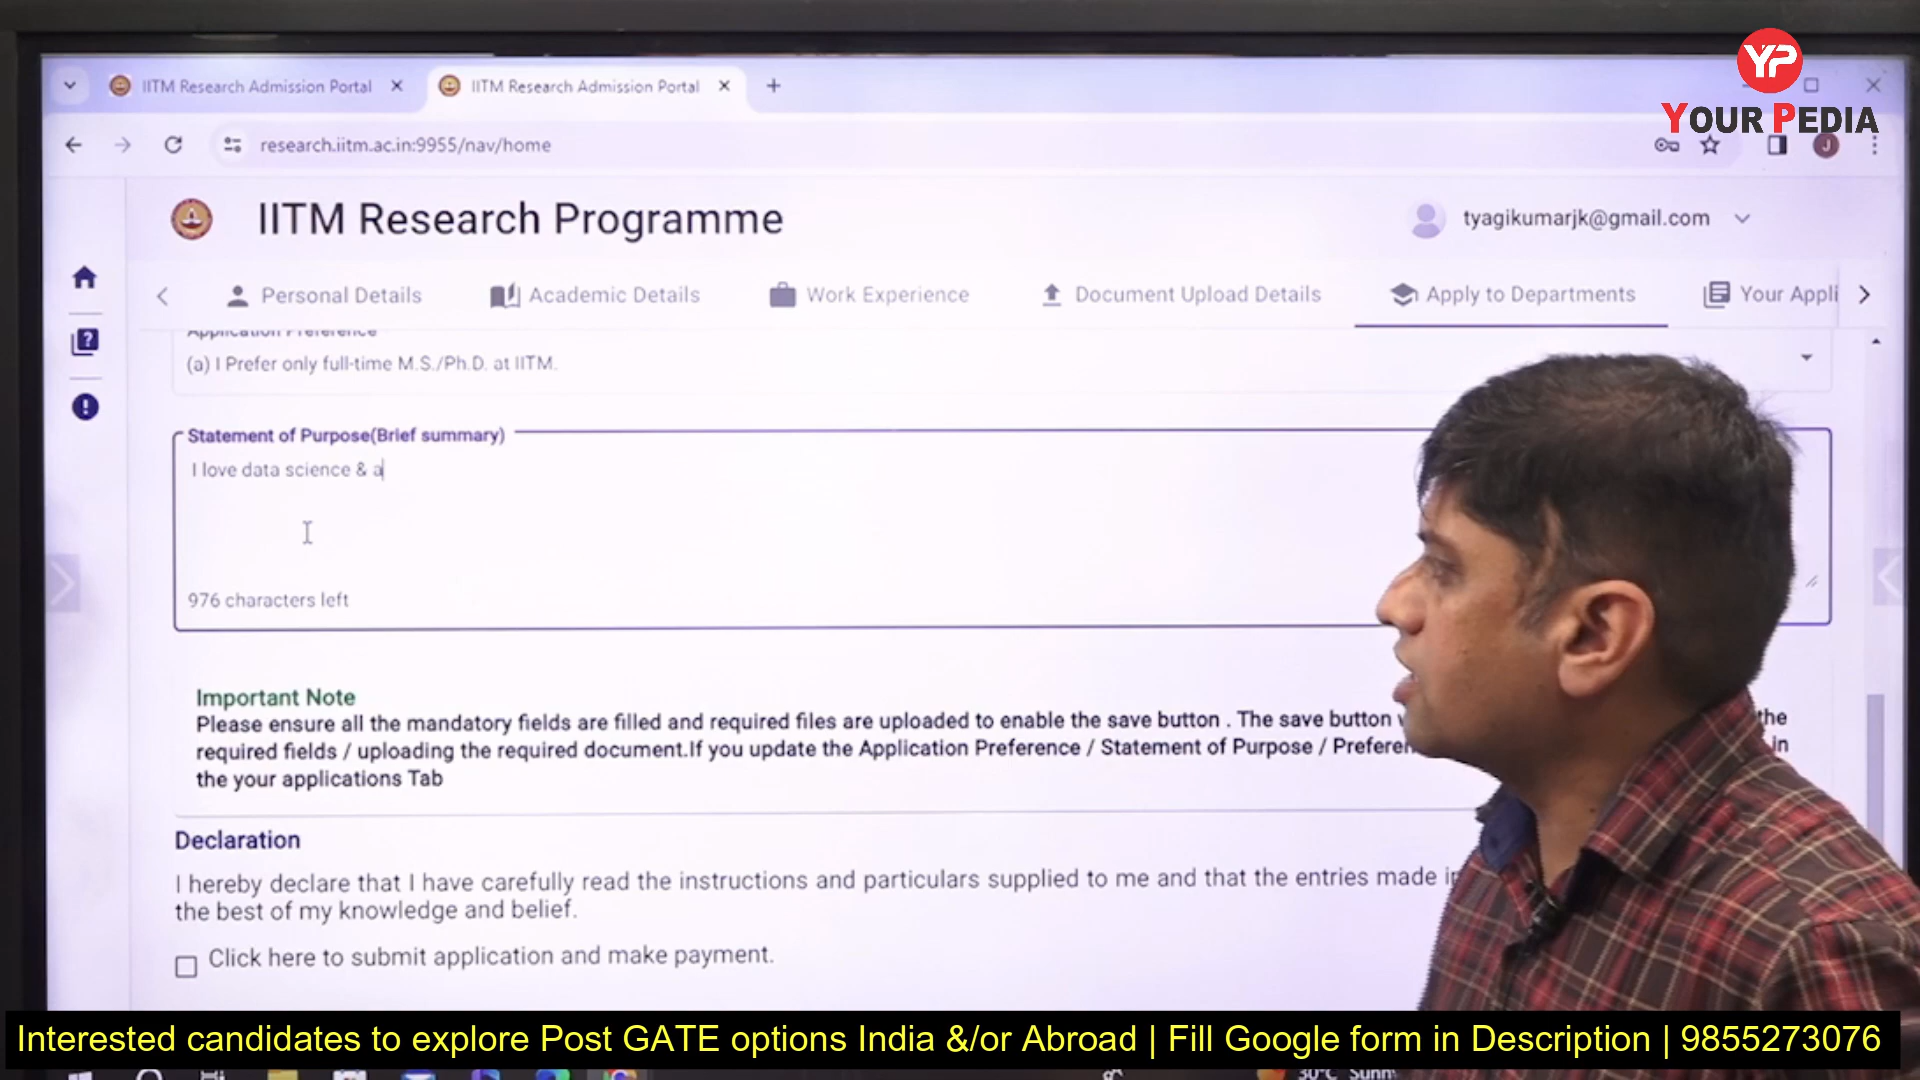 YP
YOUR PEDIA
IITM Research Admission Portal
IITM Research Admission Portal
research.iitm.ac.in:9955/nav/home
J
IITM Research Programme
tyagikumarjk@gmail.com
Personal Details
Academic Details
Work Experience
Document Upload Details
Apply to Departments
Your Appli
Application Preference
(a) I Prefer only full-time M.S./Ph.D. at IITM.
Statement of Purpose(Brief summary)
I love data science & a
976 characters left
Important Note
Please ensure all the mandatory fields are filled and required files are uploaded to enable the save button . The save button the
required fields / uploading the required document.If you update the Application Preference / Statement of Purpose / in
the your applications Tab
Declaration
I hereby declare that I have carefully read the instructions and particulars supplied to me and that the entries made
the best of my knowledge and belief.
Click here to submit application and make payment.
Interested candidates to explore Post GATE options India &/or Abroad | Fill Google form in Description | 9855273076
30°C Sunny